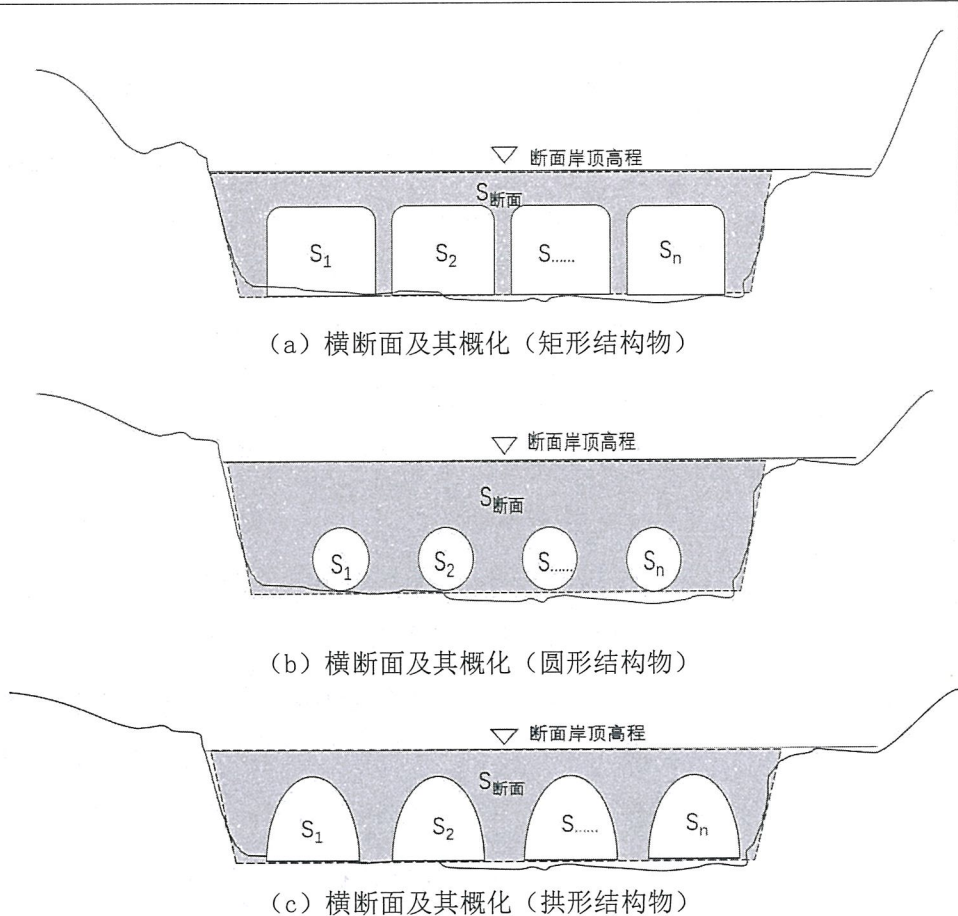 断面岸顶高程
S断面
S1 S2 S…… Sn
(a) 横断面及其概化（矩形结构物）
断面岸顶高程
S断面
S1 S2 S…… Sn
(b) 横断面及其概化（圆形结构物）
断面岸顶高程
S断面
S1 S2 S…… Sn
(c) 横断面及其概化（拱形结构物）